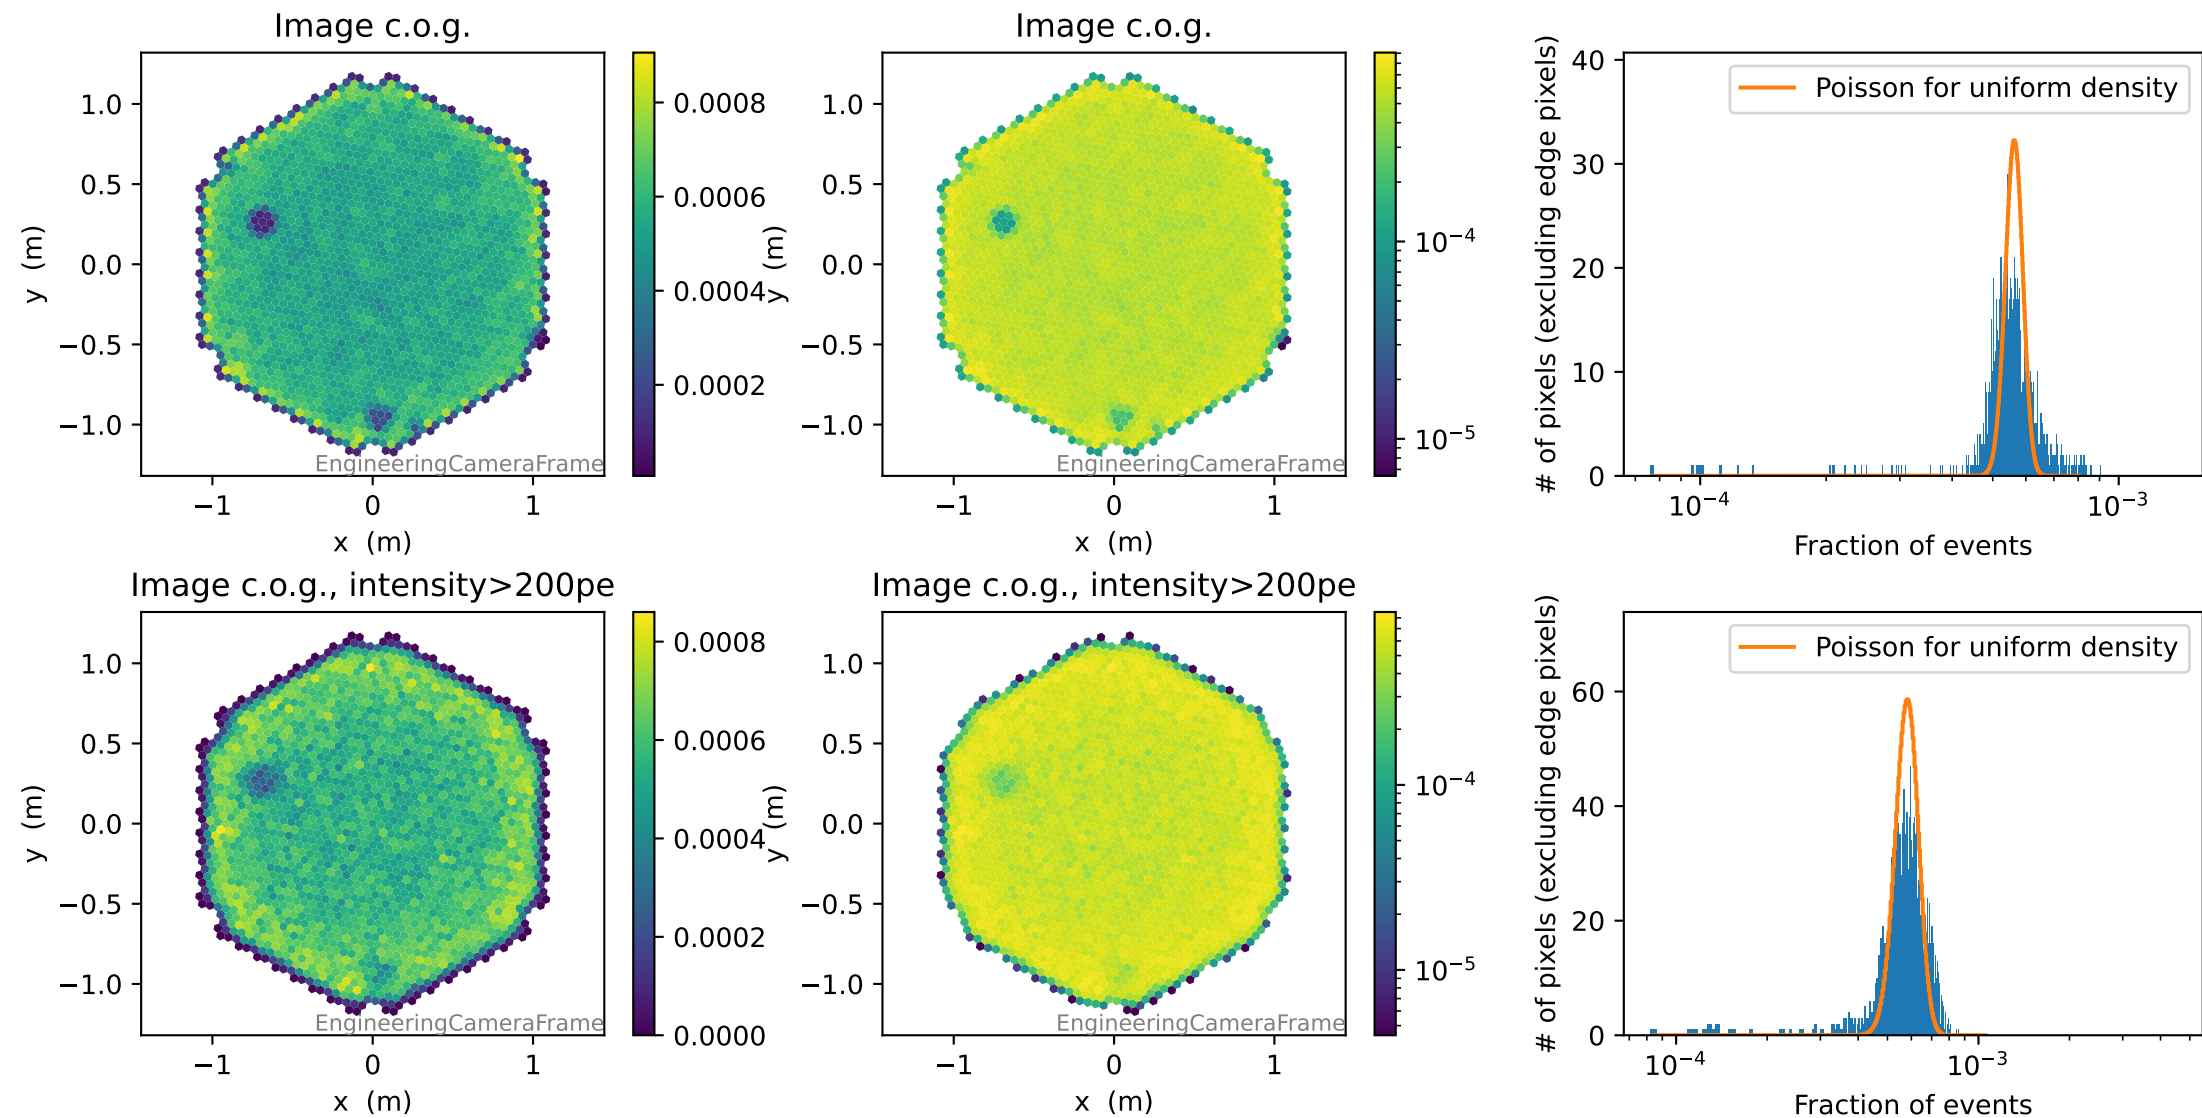 Image c.o.g.
1.0
0.5
0.0
−0.5
−1.0
y (m)
−1
0
1
x (m)
EngineeringCameraFrame
0.0008
0.0006
0.0004
0.0002
Image c.o.g.
1.0
0.5
0.0
−0.5
−1.0
y (m)
−1
0
1
x (m)
EngineeringCameraFrame
10⁻⁴
10⁻⁵
# of pixels (excluding edge pixels)
40
30
20
10
0
Poisson for uniform density
10⁻⁴
10⁻³
Fraction of events
Image c.o.g., intensity>200pe
1.0
0.5
0.0
−0.5
−1.0
y (m)
−1
0
1
x (m)
EngineeringCameraFrame
0.0008
0.0006
0.0004
0.0002
0.0000
Image c.o.g., intensity>200pe
1.0
0.5
0.0
−0.5
−1.0
y (m)
−1
0
1
x (m)
EngineeringCameraFrame
10⁻⁴
10⁻⁵
# of pixels (excluding edge pixels)
60
40
20
0
Poisson for uniform density
10⁻⁴
10⁻³
Fraction of events